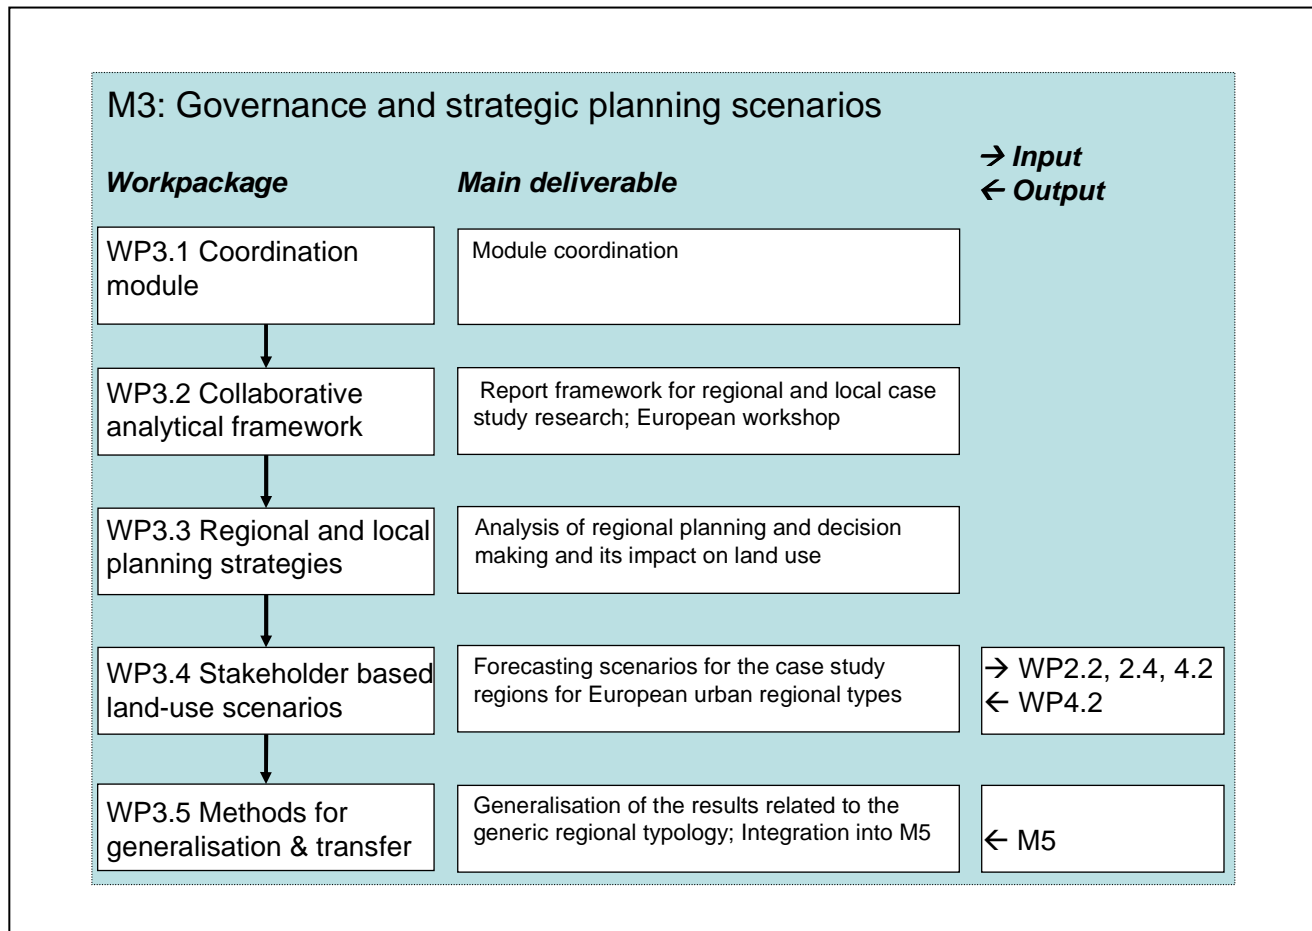 M3: Governance and strategic planning scenarios
→ Input
← Output
Workpackage
Main deliverable
WP3.1 Coordination
module
Module coordination
WP3.2 Collaborative
analytical framework
Report framework for regional and local case
study research; European workshop
WP3.3 Regional and local
planning strategies
Analysis of regional planning and decision
making and its impact on land use
WP3.4 Stakeholder based
land-use scenarios
Forecasting scenarios for the case study
regions for European urban regional types
→ WP2.2, 2.4, 4.2
← WP4.2
WP3.5 Methods for
generalisation & transfer
Generalisation of the results related to the
generic regional typology; Integration into M5
← M5